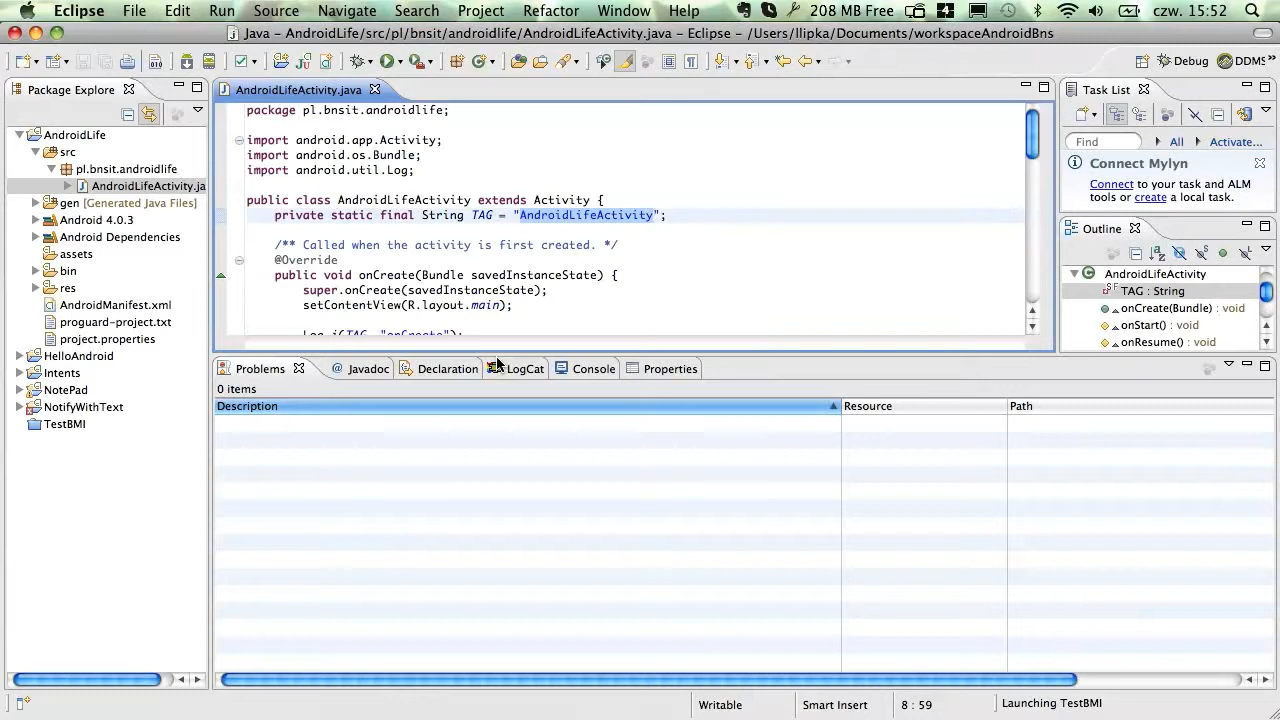 Eclipse File Edit Run Source Navigate Search Project Refactor Window Help 208 MB Free czw. 15:52
Java – AndroidLife/src/pl/bnsit/androidlife/AndroidLifeActivity.java – Eclipse – /Users/llipka/Documents/workspaceAndroidBns
Debug DDMS
Package Explore
AndroidLife
src
pl.bnsit.androidlife
AndroidLifeActivity.ja
gen [Generated Java Files]
Android 4.0.3
Android Dependencies
assets
bin
res
AndroidManifest.xml
proguard-project.txt
project.properties
HelloAndroid
Intents
NotePad
NotifyWithText
TestBMI
AndroidLifeActivity.java
package pl.bnsit.androidlife;
import android.app.Activity;
import android.os.Bundle;
import android.util.Log;
public class AndroidLifeActivity extends Activity {
private static final String TAG = "AndroidLifeActivity";
/** Called when the activity is first created. */
@Override
public void onCreate(Bundle savedInstanceState) {
super.onCreate(savedInstanceState);
setContentView(R.layout.main);
Log.i(TAG, "onCreate");
Task List
Find All Activate...
Connect Mylyn
Connect to your task and ALM
tools or create a local task.
Outline
AndroidLifeActivity
TAG : String
onCreate(Bundle) : void
onStart() : void
onResume() : void
Problems Javadoc Declaration LogCat Console Properties
0 items
Description Resource Path
Writable Smart Insert 8 : 59 Launching TestBMI